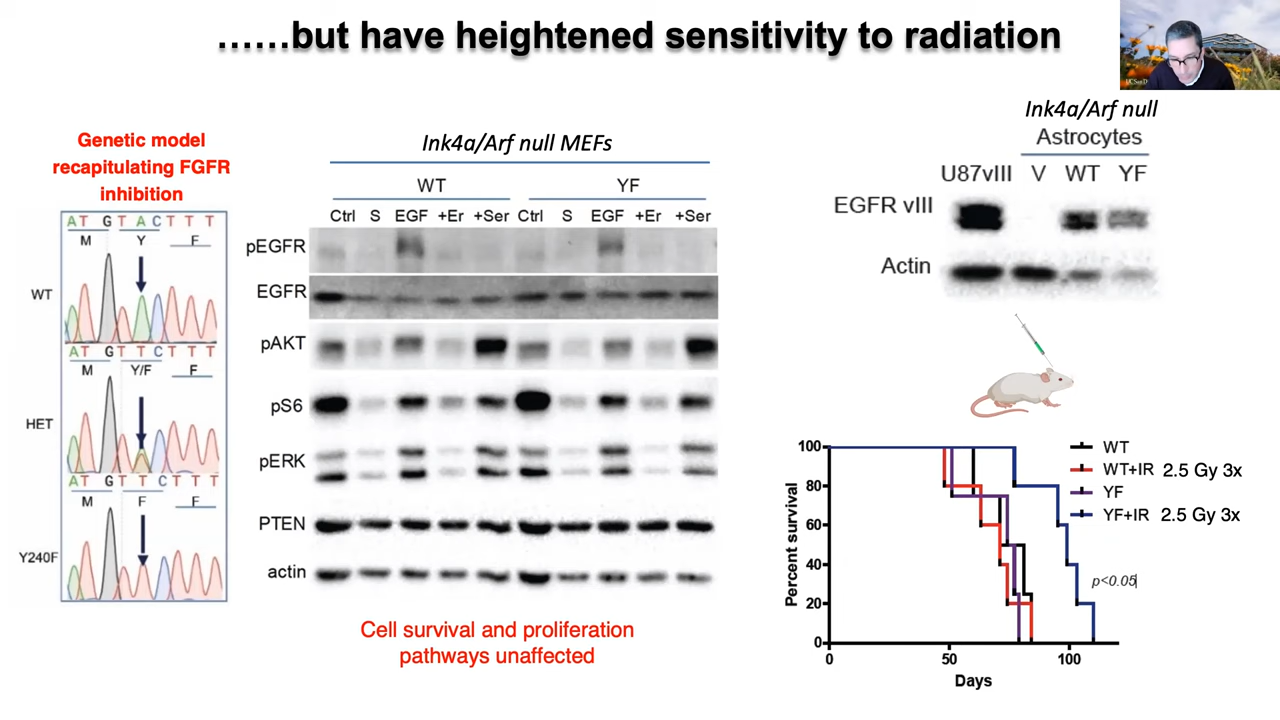 ......but have heightened sensitivity to radiation
UCSan D
Genetic model
recapitulating FGFR
inhibition
A T G T A C T T T
M Y F
WT
A T G T T C T T T
M Y/F F
HET
A T G T T C T T T
M F F
Y240F
Ink4a/Arf null MEFs
WT YF
Ctrl S EGF +Er +Ser Ctrl S EGF +Er +Ser
pEGFR
EGFR
pAKT
pS6
pERK
PTEN
actin
Cell survival and proliferation
pathways unaffected
Ink4a/Arf null
Astrocytes
U87vIII V WT YF
EGFR vIII
Actin
Percent survival
100
80
60
40
20
0
0 50 100
Days
WT
WT+IR 2.5 Gy 3x
YF
YF+IR 2.5 Gy 3x
p<0.05